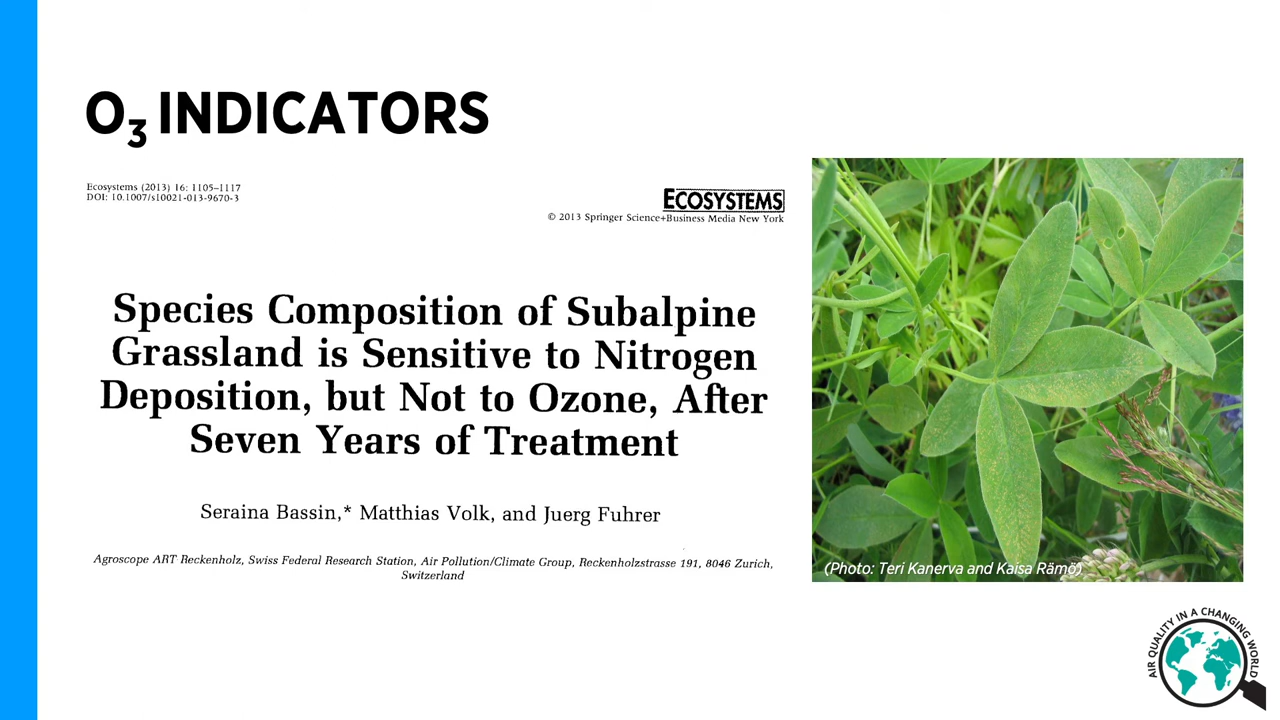 O₃ INDICATORS
Ecosystems (2013) 16: 1105–1117
DOI: 10.1007/s10021-013-9670-3
ECOSYSTEMS
© 2013 Springer Science+Business Media New York
Species Composition of Subalpine
Grassland is Sensitive to Nitrogen
Deposition, but Not to Ozone, After
Seven Years of Treatment
Seraina Bassin,* Matthias Volk, and Juerg Fuhrer
Agroscope ART Reckenholz, Swiss Federal Research Station, Air Pollution/Climate Group, Reckenholzstrasse 191, 8046 Zurich,
Switzerland
(Photo: Teri Kanerva and Kaisa Rämö)
AIR QUALITY IN A CHANGING WORLD